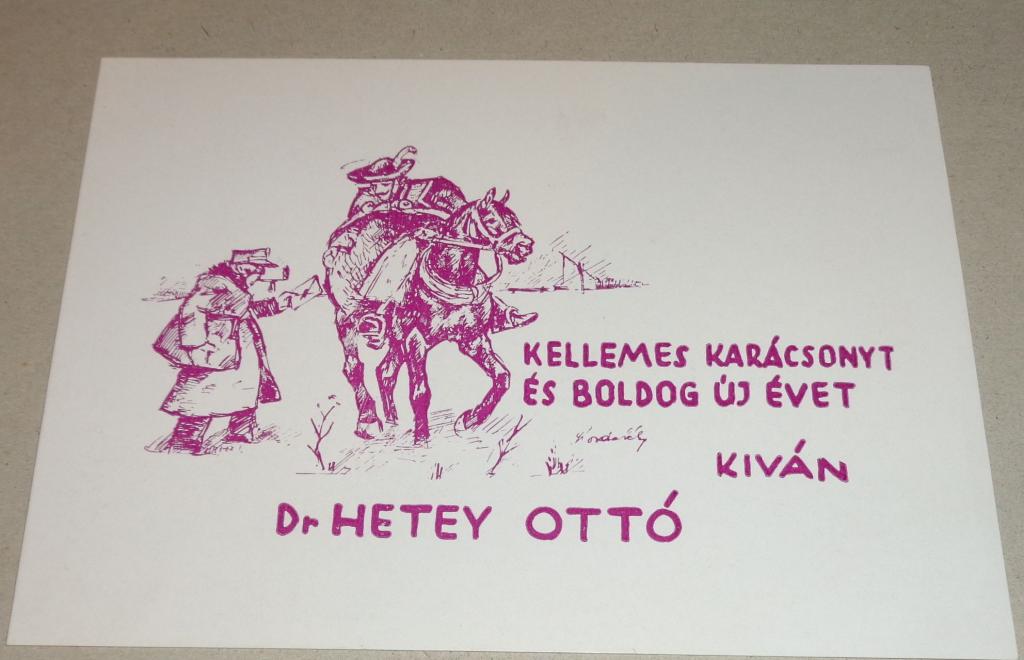 KELLEMES KARÁCSONYT
ÉS BOLDOG ÚJ ÉVET
KIVÁN
Dr HETEY OTTÓ